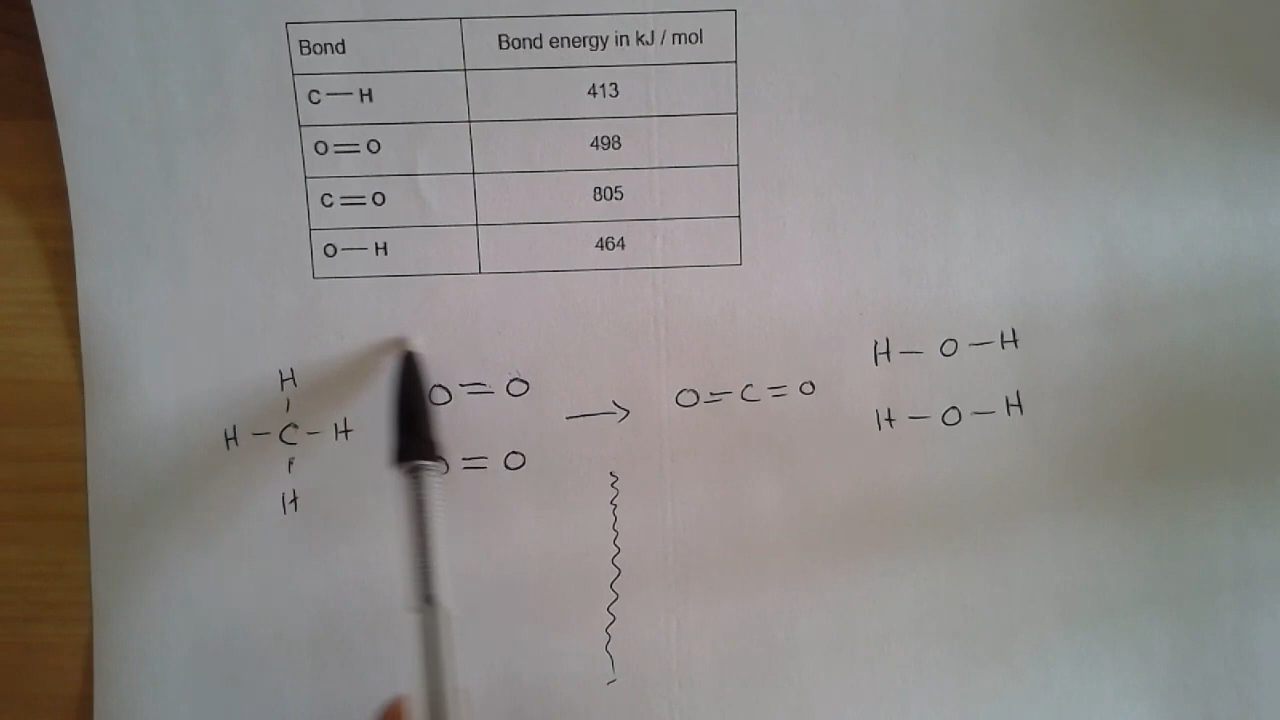 Bond Bond energy in kJ / mol
C — H 413
O = O 498
C = O 805
O — H 464
H
H - C - H
H
O = O
= O
→
O = C = O
H - O - H
H - O - H